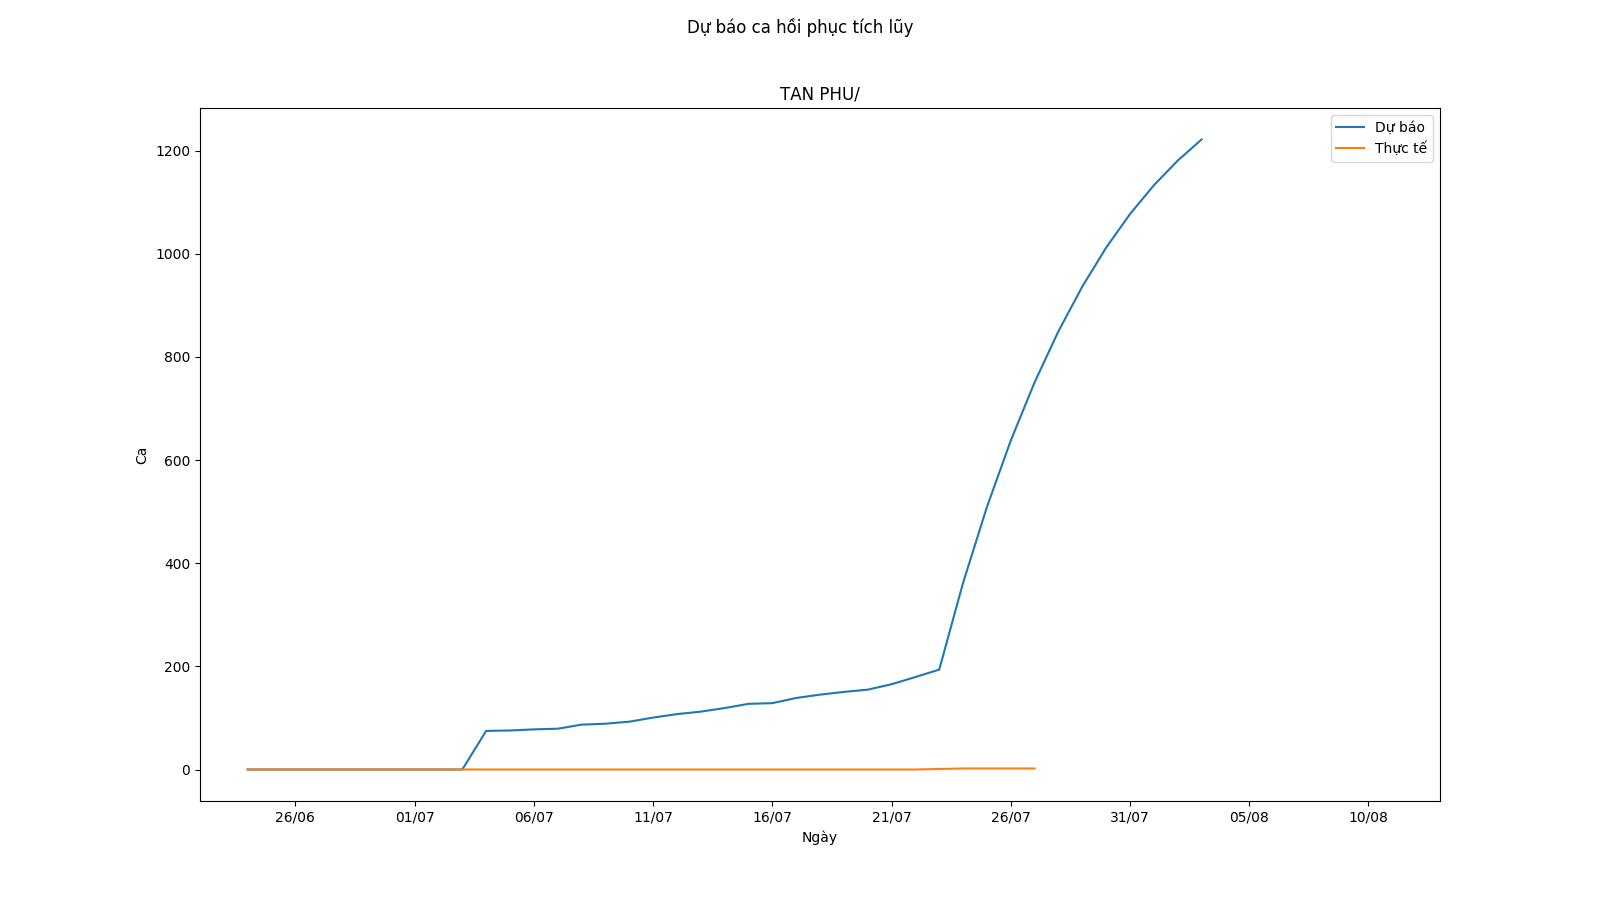 Dự báo ca hồi phục tích lũy
TAN PHU/
Dự báo
Thực tế
1200
1000
800
600
400
200
0
Ca
26/06 01/07 06/07 11/07 16/07 21/07 26/07 31/07 05/08 10/08
Ngày